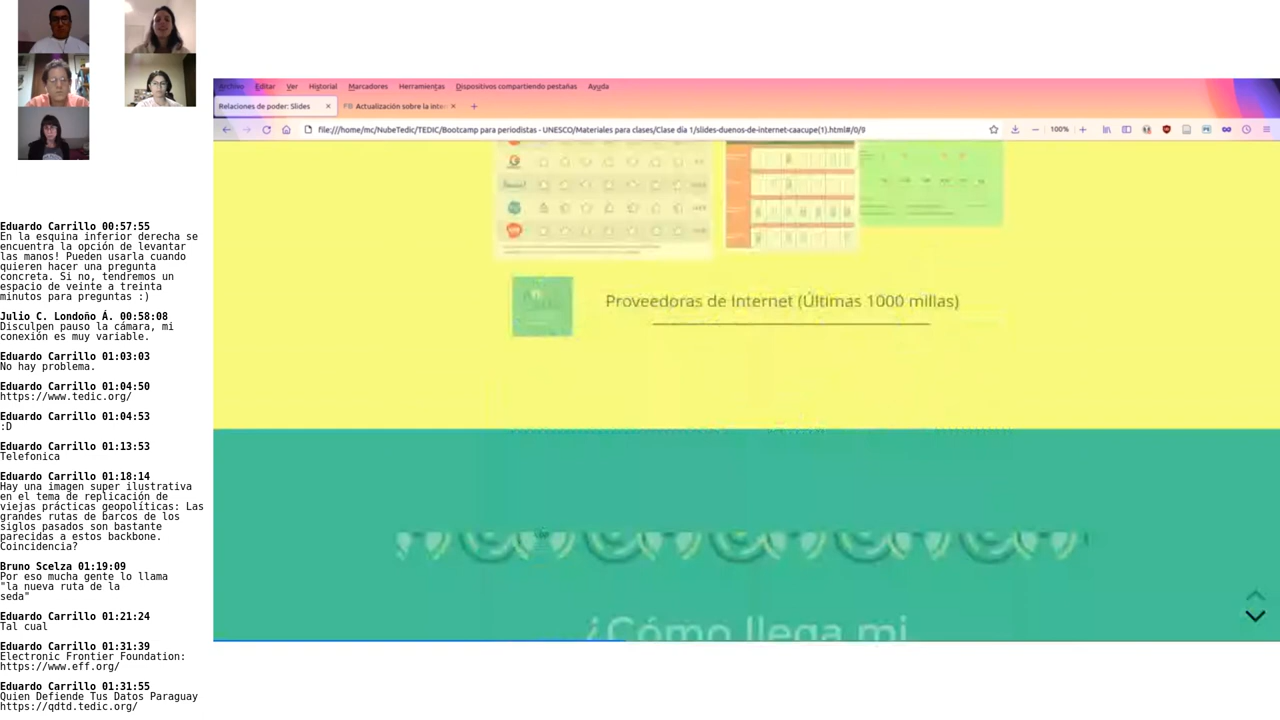 Eduardo Carrillo 00:57:55
En la esquina inferior derecha se
encuentra la opción de levantar
las manos! Pueden usarla cuando
quieren hacer una pregunta
concreta. Si no, tendremos un
espacio de veinte a treinta
minutos para preguntas :)
Julio C. Londoño Á. 00:58:08
Disculpen pauso la cámara, mi
conexión es muy variable.
Eduardo Carrillo 01:03:03
No hay problema.
Eduardo Carrillo 01:04:50
https://www.tedic.org/
Eduardo Carrillo 01:04:53
:D
Eduardo Carrillo 01:13:53
Telefonica
Eduardo Carrillo 01:18:14
Hay una imagen super ilustrativa
en el tema de replicación de
viejas prácticas geopolíticas: Las
grandes rutas de barcos de los
siglos pasados son bastante
parecidas a estos backbone.
Coincidencia?
Bruno Scelza 01:19:09
Por eso mucha gente lo llama
"la nueva ruta de la
seda"
Eduardo Carrillo 01:21:24
Tal cual
Eduardo Carrillo 01:31:39
Electronic Frontier Foundation:
https://www.eff.org/
Eduardo Carrillo 01:31:55
Quien Defiende Tus Datos Paraguay
https://qdtd.tedic.org/
Archivo Editar Ver Historial Marcadores Herramientas Dispositivos compartiendo pestañas Ayuda
Relaciones de poder: Slides × Actualización sobre la inte × +
file:///home/mc/NubeTedic/TEDIC/Bootcamp para periodistas - UNESCO/Materiales para clases/Clase día 1/slides-duenos-de-internet-caacupe(1).html#/0/9 100%
Proveedoras de Internet (Últimas 1000 millas)
¿Cómo llega mi